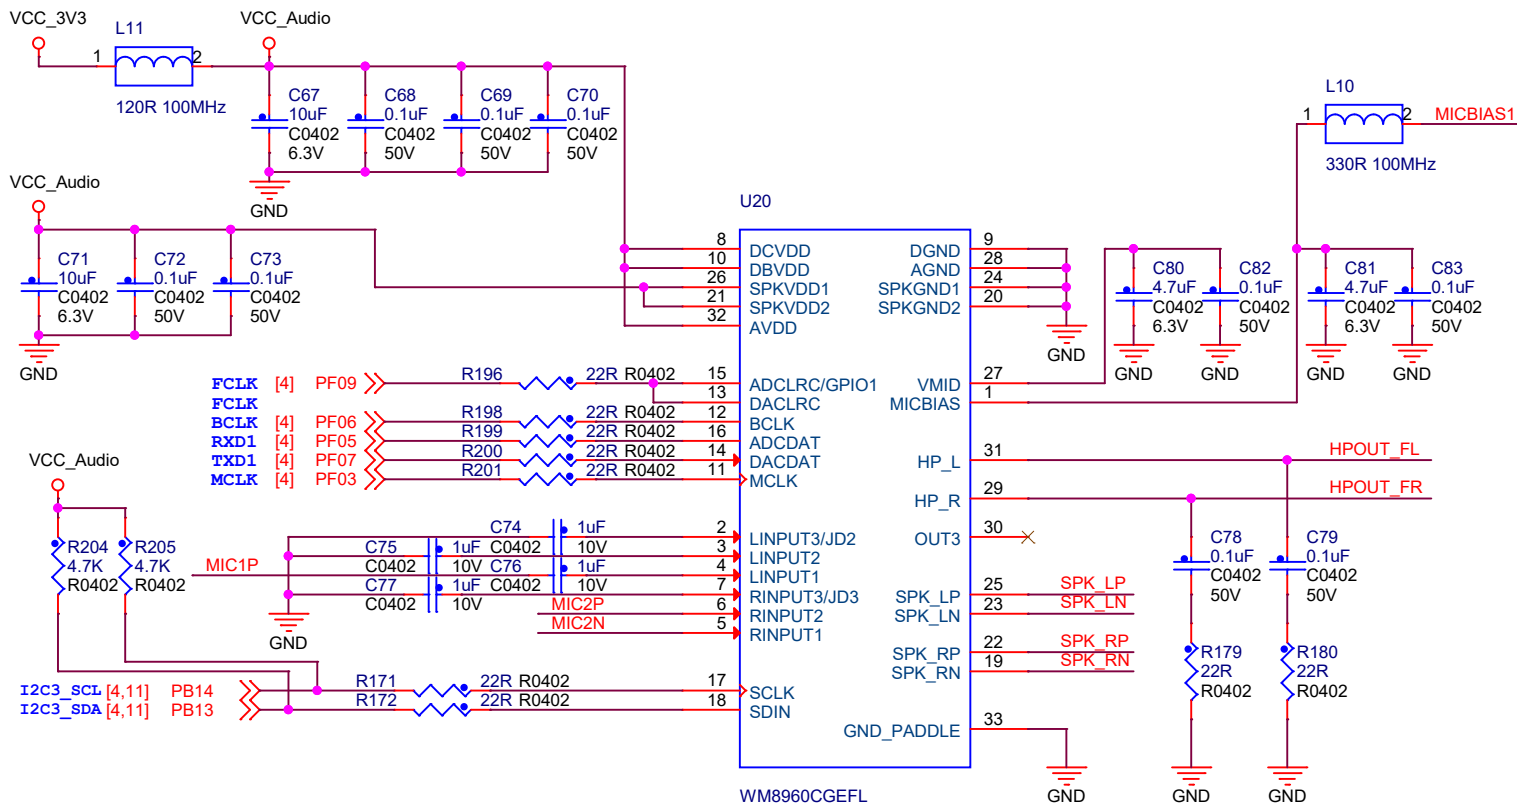 VCC_3V3
L11
1
2
120R 100MHz
VCC_Audio
C67
10uF
C0402
6.3V
C68
0.1uF
C0402
50V
C69
0.1uF
C0402
50V
C70
0.1uF
C0402
50V
GND
L10
1
2
MICBIAS1
330R 100MHz
VCC_Audio
C71
10uF
C0402
6.3V
C72
0.1uF
C0402
50V
C73
0.1uF
C0402
50V
GND
U20
8 DCVDD
10 DBVDD
26 SPKVDD1
21 SPKVDD2
32 AVDD
DGND 9
AGND 28
SPKGND1 24
SPKGND2 20
GND
C80
4.7uF
C0402
6.3V
GND
C82
0.1uF
C0402
50V
GND
C81
4.7uF
C0402
6.3V
GND
C83
0.1uF
C0402
50V
GND
FCLK [4] PF09 R196 22R R0402 15 ADCLRC/GPIO1
FCLK 13 DACLRC
BCLK [4] PF06 R198 22R R0402 12 BCLK
RXD1 [4] PF05 R199 22R R0402 16 ADCDAT
TXD1 [4] PF07 R200 22R R0402 14 DACDAT
MCLK [4] PF03 R201 22R R0402 11 MCLK
VMID 27
MICBIAS 1
HP_L 31 HPOUT_FL
HP_R 29 HPOUT_FR
OUT3 30
VCC_Audio
R204
4.7K
R0402
R205
4.7K
R0402
MIC1P
C74 1uF
C0402 10V
C75 1uF
C0402 10V
C76 1uF
C0402 10V
C77 1uF
C0402 10V
GND
2 LINPUT3/JD2
3 LINPUT2
4 LINPUT1
7 RINPUT3/JD3
MIC2P 6 RINPUT2
MIC2N 5 RINPUT1
C78
0.1uF
C0402
50V
C79
0.1uF
C0402
50V
SPK_LP 25 SPK_LP
SPK_LN 23 SPK_LN
SPK_RP 22 SPK_RP
SPK_RN 19 SPK_RN
R179
22R
R0402
R180
22R
R0402
I2C3_SCL [4,11] PB14 R171 22R R0402 17 SCLK
I2C3_SDA [4,11] PB13 R172 22R R0402 18 SDIN
GND_PADDLE 33
WM8960CGEFL
GND
GND
GND